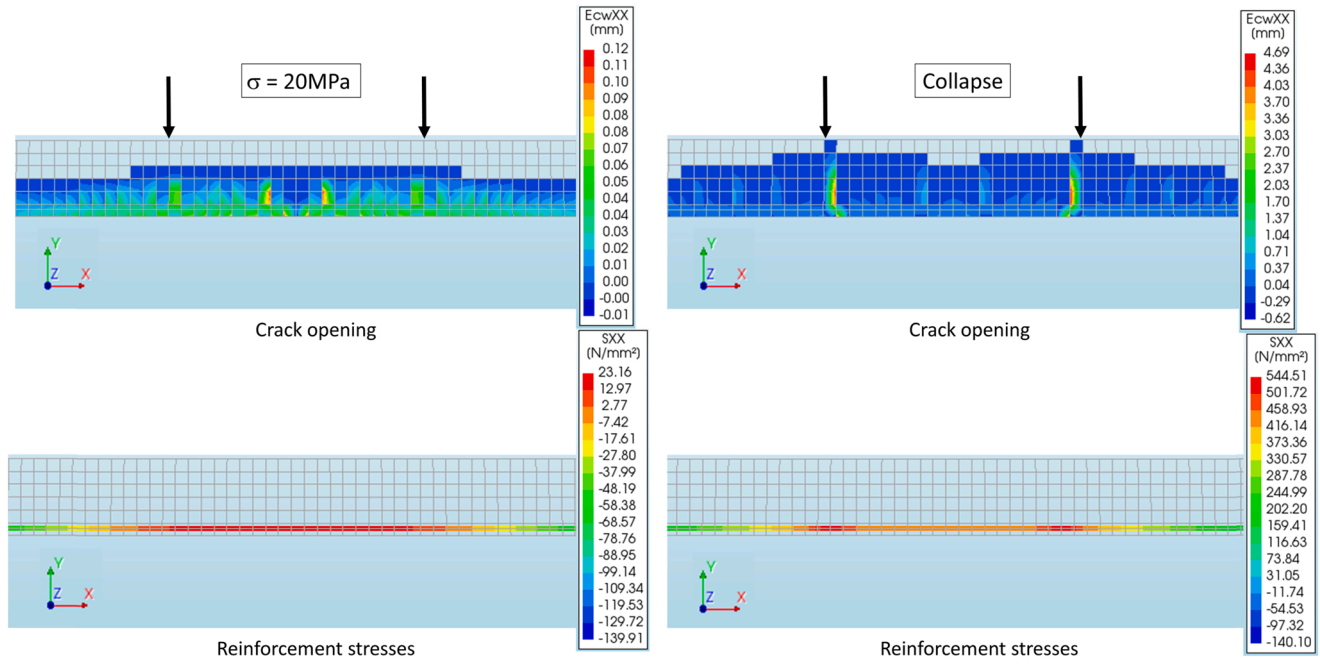 σ = 20MPa
EcwXX
(mm)
0.12
0.11
0.10
0.09
0.08
0.08
0.07
0.06
0.05
0.04
0.04
0.03
0.02
0.01
0.00
-0.00
-0.01
Y
Z
X
Crack opening
Collapse
EcwXX
(mm)
4.69
4.36
4.03
3.70
3.36
3.03
2.70
2.37
2.03
1.70
1.37
1.04
0.71
0.37
0.04
-0.29
-0.62
Y
Z
X
Crack opening
SXX
(N/mm²)
23.16
12.97
2.77
-7.42
-17.61
-27.80
-37.99
-48.19
-58.38
-68.57
-78.76
-88.95
-99.14
-109.34
-119.53
-129.72
-139.91
Y
Z
X
Reinforcement stresses
SXX
(N/mm²)
544.51
501.72
458.93
416.14
373.36
330.57
287.78
244.99
202.20
159.41
116.63
73.84
31.05
-11.74
-54.53
-97.32
-140.10
Y
Z
X
Reinforcement stresses